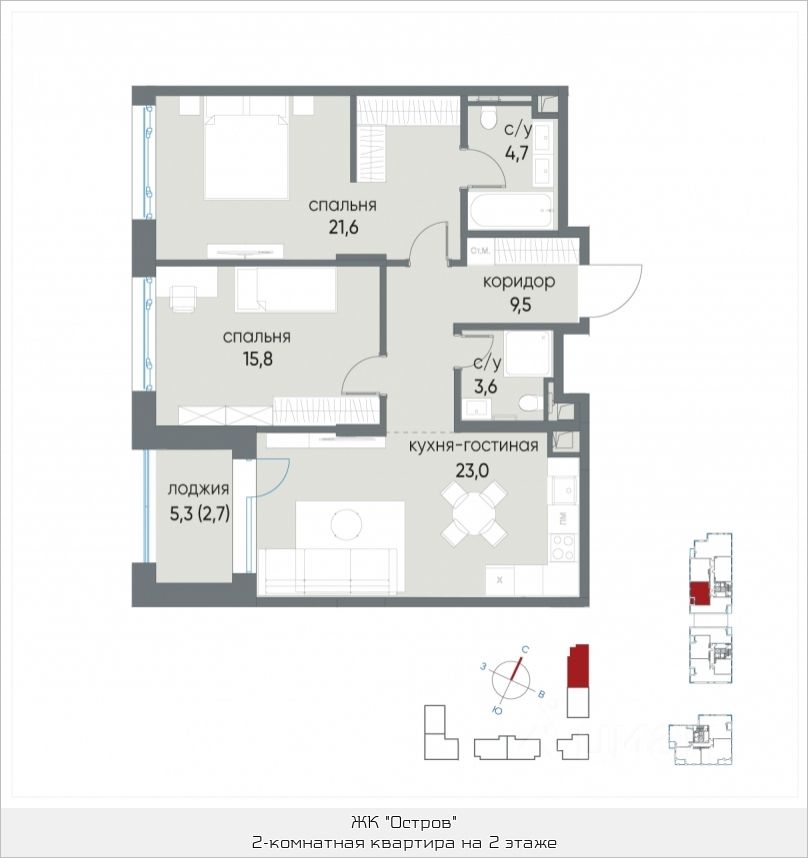 с/у
4,7
спальня
21,6
Ст.М.
коридор
9,5
спальня
15,8
с/у
3,6
кухня-гостиная
23,0
лоджия
5,3 (2,7)
ПМ
Х
С
З
В
Ю
ЖК "Остров"
2-комнатная квартира на 2 этаже